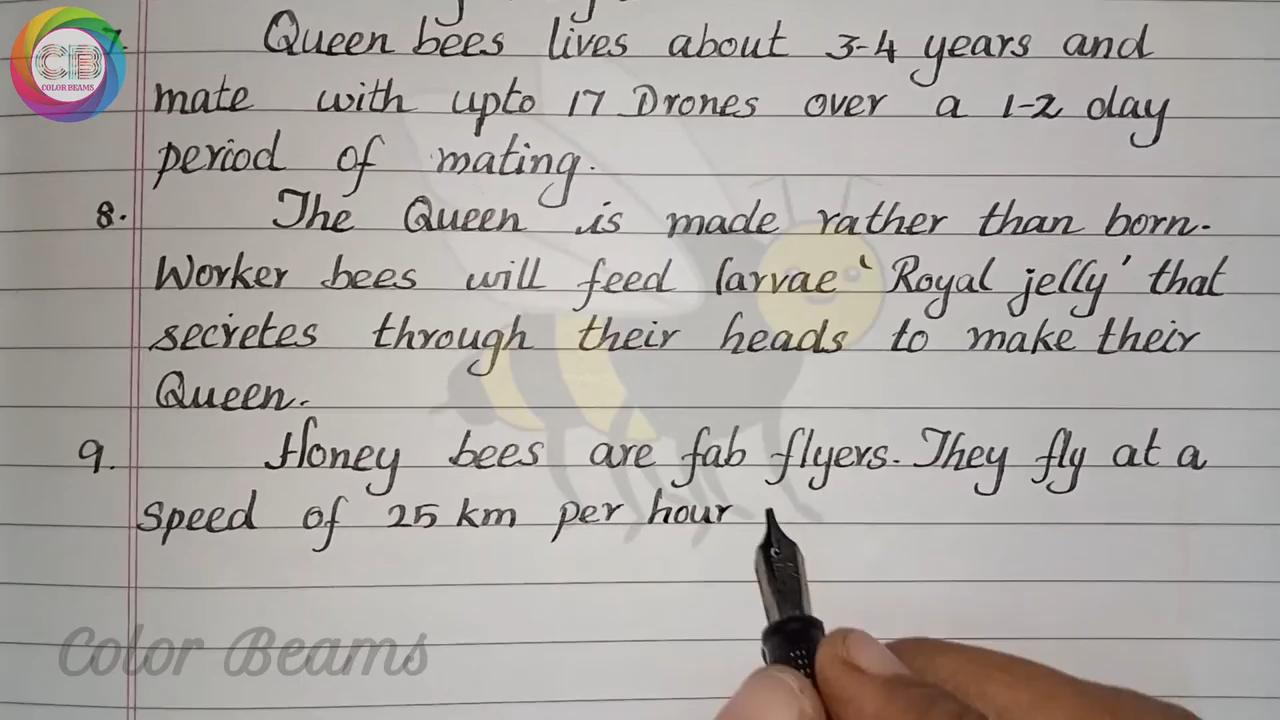 7. Queen bees lives about 3-4 years and
mate with upto 17 Drones over a 1-2 day
period of mating.
8. The Queen is made rather than born.
Worker bees will feed larvae ‘Royal jelly’ that
secretes through their heads to make their
Queen.
9. Honey bees are fab flyers. They fly at a
speed of 25 km per hour
CB
COLOR BEAMS
Color Beams